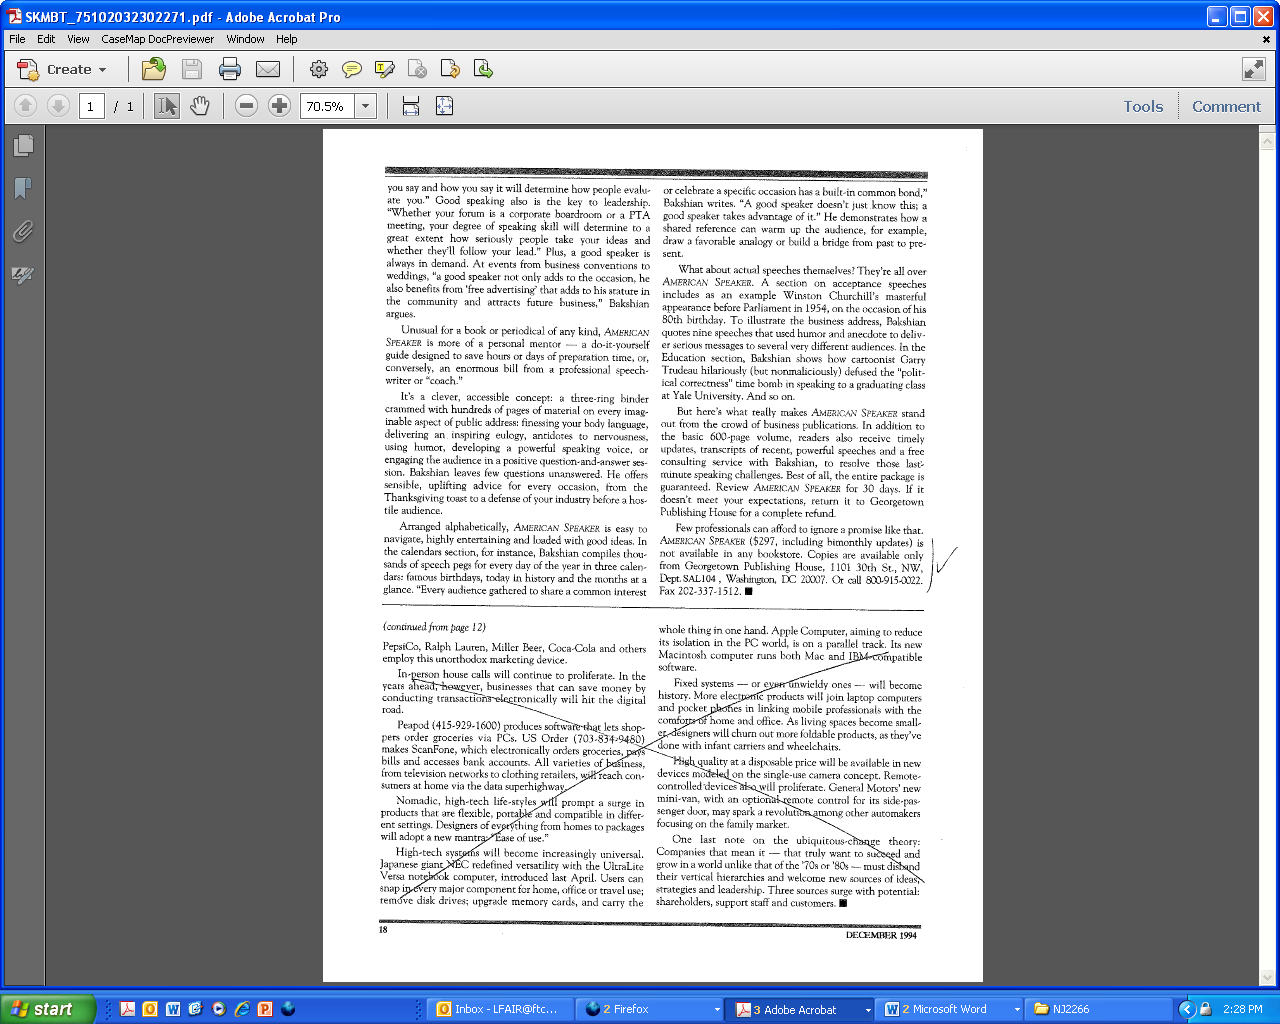 SKMBT_75102032302271.pdf - Adobe Acrobat Pro
File Edit View CaseMap DocPreviewer Window Help
Create
1 / 1 70.5% Tools Comment
you say and how you say it will determine how people evalu-
ate you." Good speaking also is the key to leadership.
"Whether your forum is a corporate boardroom or a PTA
meeting, your degree of speaking skill will determine to a
great extent how seriously people take your ideas and
whether they'll follow your lead." Plus, a good speaker is
always in demand. At events from business conventions to
weddings, "a good speaker not only adds to the occasion, he
also benefits from 'free advertising' that adds to his stature in
the community and attracts future business," Bakshian
argues.
Unusual for a book or periodical of any kind, AMERICAN
SPEAKER is more of a personal mentor — a do-it-yourself
guide designed to save hours or days of preparation time, or,
conversely, an enormous bill from a professional speech-
writer or "coach."
It's a clever, accessible concept: a three-ring binder
crammed with hundreds of pages of material on every imag-
inable aspect of public address: finessing your body language,
delivering an inspiring eulogy, antidotes to nervousness,
using humor, developing a powerful speaking voice, or
engaging the audience in a positive question-and-answer ses-
sion. Bakshian leaves few questions unanswered. He offers
sensible, uplifting advice for every occasion, from the
Thanksgiving toast to a defense of your industry before a hos-
tile audience.
Arranged alphabetically, AMERICAN SPEAKER is easy to
navigate, highly entertaining and loaded with good ideas. In
the calendars section, for instance, Bakshian compiles thou-
sands of speech pegs for every day of the year in three calen-
dars: famous birthdays, today in history and the months at a
glance. "Every audience gathered to share a common interest
or celebrate a specific occasion has a built-in common bond,"
Bakshian writes. "A good speaker doesn't just know this; a
good speaker takes advantage of it." He demonstrates how a
shared reference can warm up the audience, for example,
draw a favorable analogy or build a bridge from past to pre-
sent.
What about actual speeches themselves? They're all over
AMERICAN SPEAKER. A section on acceptance speeches
includes as an example Winston Churchill's masterful
appearance before Parliament in 1954, on the occasion of his
80th birthday. To illustrate the business address, Bakshian
quotes nine speeches that used humor and anecdote to deliv-
er serious messages to several very different audiences. In the
Education section, Bakshian shows how cartoonist Garry
Trudeau hilariously (but nonmaliciously) defused the "polit-
ical correctness" time bomb in speaking to a graduating class
at Yale University. And so on.
But here's what really makes AMERICAN SPEAKER stand
out from the crowd of business publications. In addition to
the basic 600-page volume, readers also receive timely
updates, transcripts of recent, powerful speeches and a free
consulting service with Bakshian, to resolve those last-
minute speaking challenges. Best of all, the entire package is
guaranteed. Review AMERICAN SPEAKER for 30 days. If it
doesn't meet your expectations, return it to Georgetown
Publishing House for a complete refund.
Few professionals can afford to ignore a promise like that.
AMERICAN SPEAKER ($297, including bimonthly updates) is
not available in any bookstore. Copies are available only
from Georgetown Publishing House, 1101 30th St., NW,
Dept. SAL104 , Washington, DC 20007. Or call 800-915-0022.
Fax 202-337-1512. ■
(continued from page 12)
PepsiCo, Ralph Lauren, Miller Beer, Coca-Cola and others
employ this unorthodox marketing device.
In-person house calls will continue to proliferate. In the
years ahead, however, businesses that can save money by
conducting transactions electronically will hit the digital
road.
Peapod (415-929-1600) produces software that lets shop-
pers order groceries via PCs. US Order (703-834-9480)
makes ScanFone, which electronically orders groceries, pays
bills and accesses bank accounts. All varieties of business,
from television networks to clothing retailers, will reach con-
sumers at home via the data superhighway.
Nomadic, high-tech life-styles will prompt a surge in
products that are flexible, portable and compatible in differ-
ent settings. Designers of everything from homes to packages
will adopt a new mantra: "Ease of use."
High-tech systems will become increasingly universal.
Japanese giant NEC redefined versatility with the UltraLite
Versa notebook computer, introduced last April. Users can
snap in every major component for home, office or travel use;
remove disk drives; upgrade memory cards, and carry the
whole thing in one hand. Apple Computer, aiming to reduce
its isolation in the PC world, is on a parallel track. Its new
Macintosh computer runs both Mac and IBM-compatible
software.
Fixed systems — or even unwieldy ones — will become
history. More electronic products will join laptop computers
and pocket phones in linking mobile professionals with the
comforts of home and office. As living spaces become small-
er, designers will churn out more foldable products, as they've
done with infant carriers and wheelchairs.
High quality at a disposable price will be available in new
devices modeled on the single-use camera concept. Remote-
controlled devices also will proliferate. General Motors' new
mini-van, with an optional remote control for its side-pas-
senger door, may spark a revolution among other automakers
focusing on the family market.
One last note on the ubiquitous-change theory:
Companies that mean it — that truly want to succeed and
grow in a world unlike that of the '70s or '80s — must disband
their vertical hierarchies and welcome new sources of ideas,
strategies and leadership. Three sources surge with potential:
shareholders, support staff and customers. ■
18 DECEMBER 1994
start Inbox - LFAIR@ftc... 2 Firefox 3 Adobe Acrobat 2 Microsoft Word NJ2266 2:28 PM